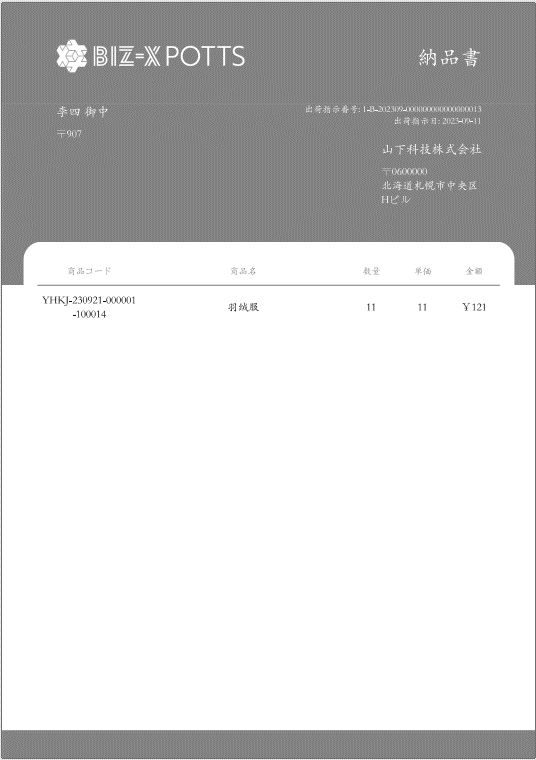 BIZ=X POTTS
納品書
李四 御中
〒907
出荷指示番号: 1-B-202309-000000000000000013
出荷指示日: 2023-09-11
山下科技株式会社
〒0600000
北海道札幌市中央区
Hビル
商品コード 商品名 数量 単価 金額
YHKJ-230921-000001 羽绒服 11 11 ￥121
-100014